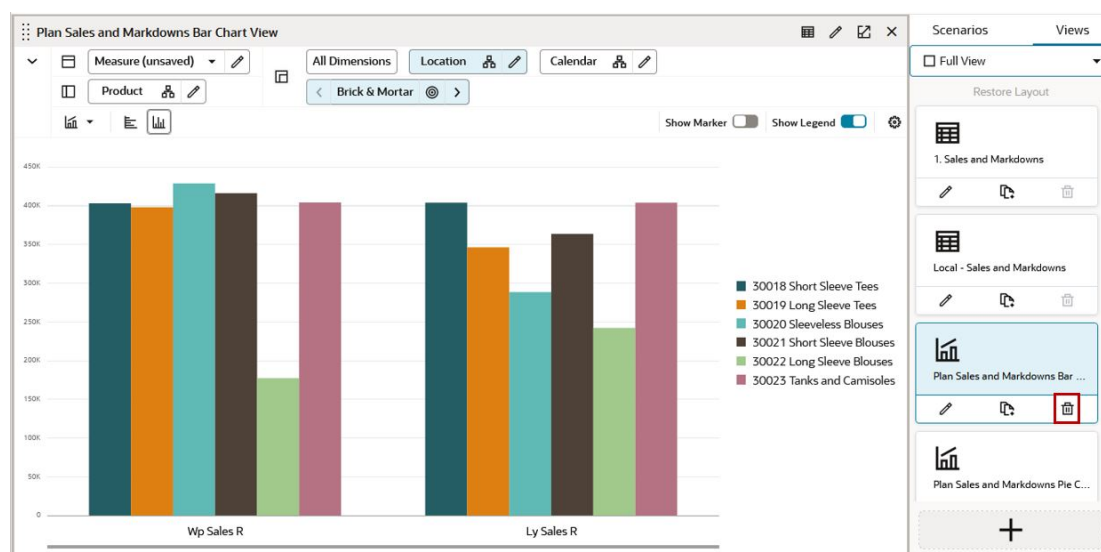 Plan Sales and Markdowns Bar Chart View
Measure (unsaved)
All Dimensions
Location
Calendar
Product
Brick & Mortar
Show Marker
Show Legend
450K
400K
350K
300K
250K
200K
150K
100K
50K
0
Wp Sales R
Ly Sales R
30018 Short Sleeve Tees
30019 Long Sleeve Tees
30020 Sleeveless Blouses
30021 Short Sleeve Blouses
30022 Long Sleeve Blouses
30023 Tanks and Camisoles
Scenarios
Views
Full View
Restore Layout
1. Sales and Markdowns
Local - Sales and Markdowns
Plan Sales and Markdowns Bar ...
Plan Sales and Markdowns Pie C...